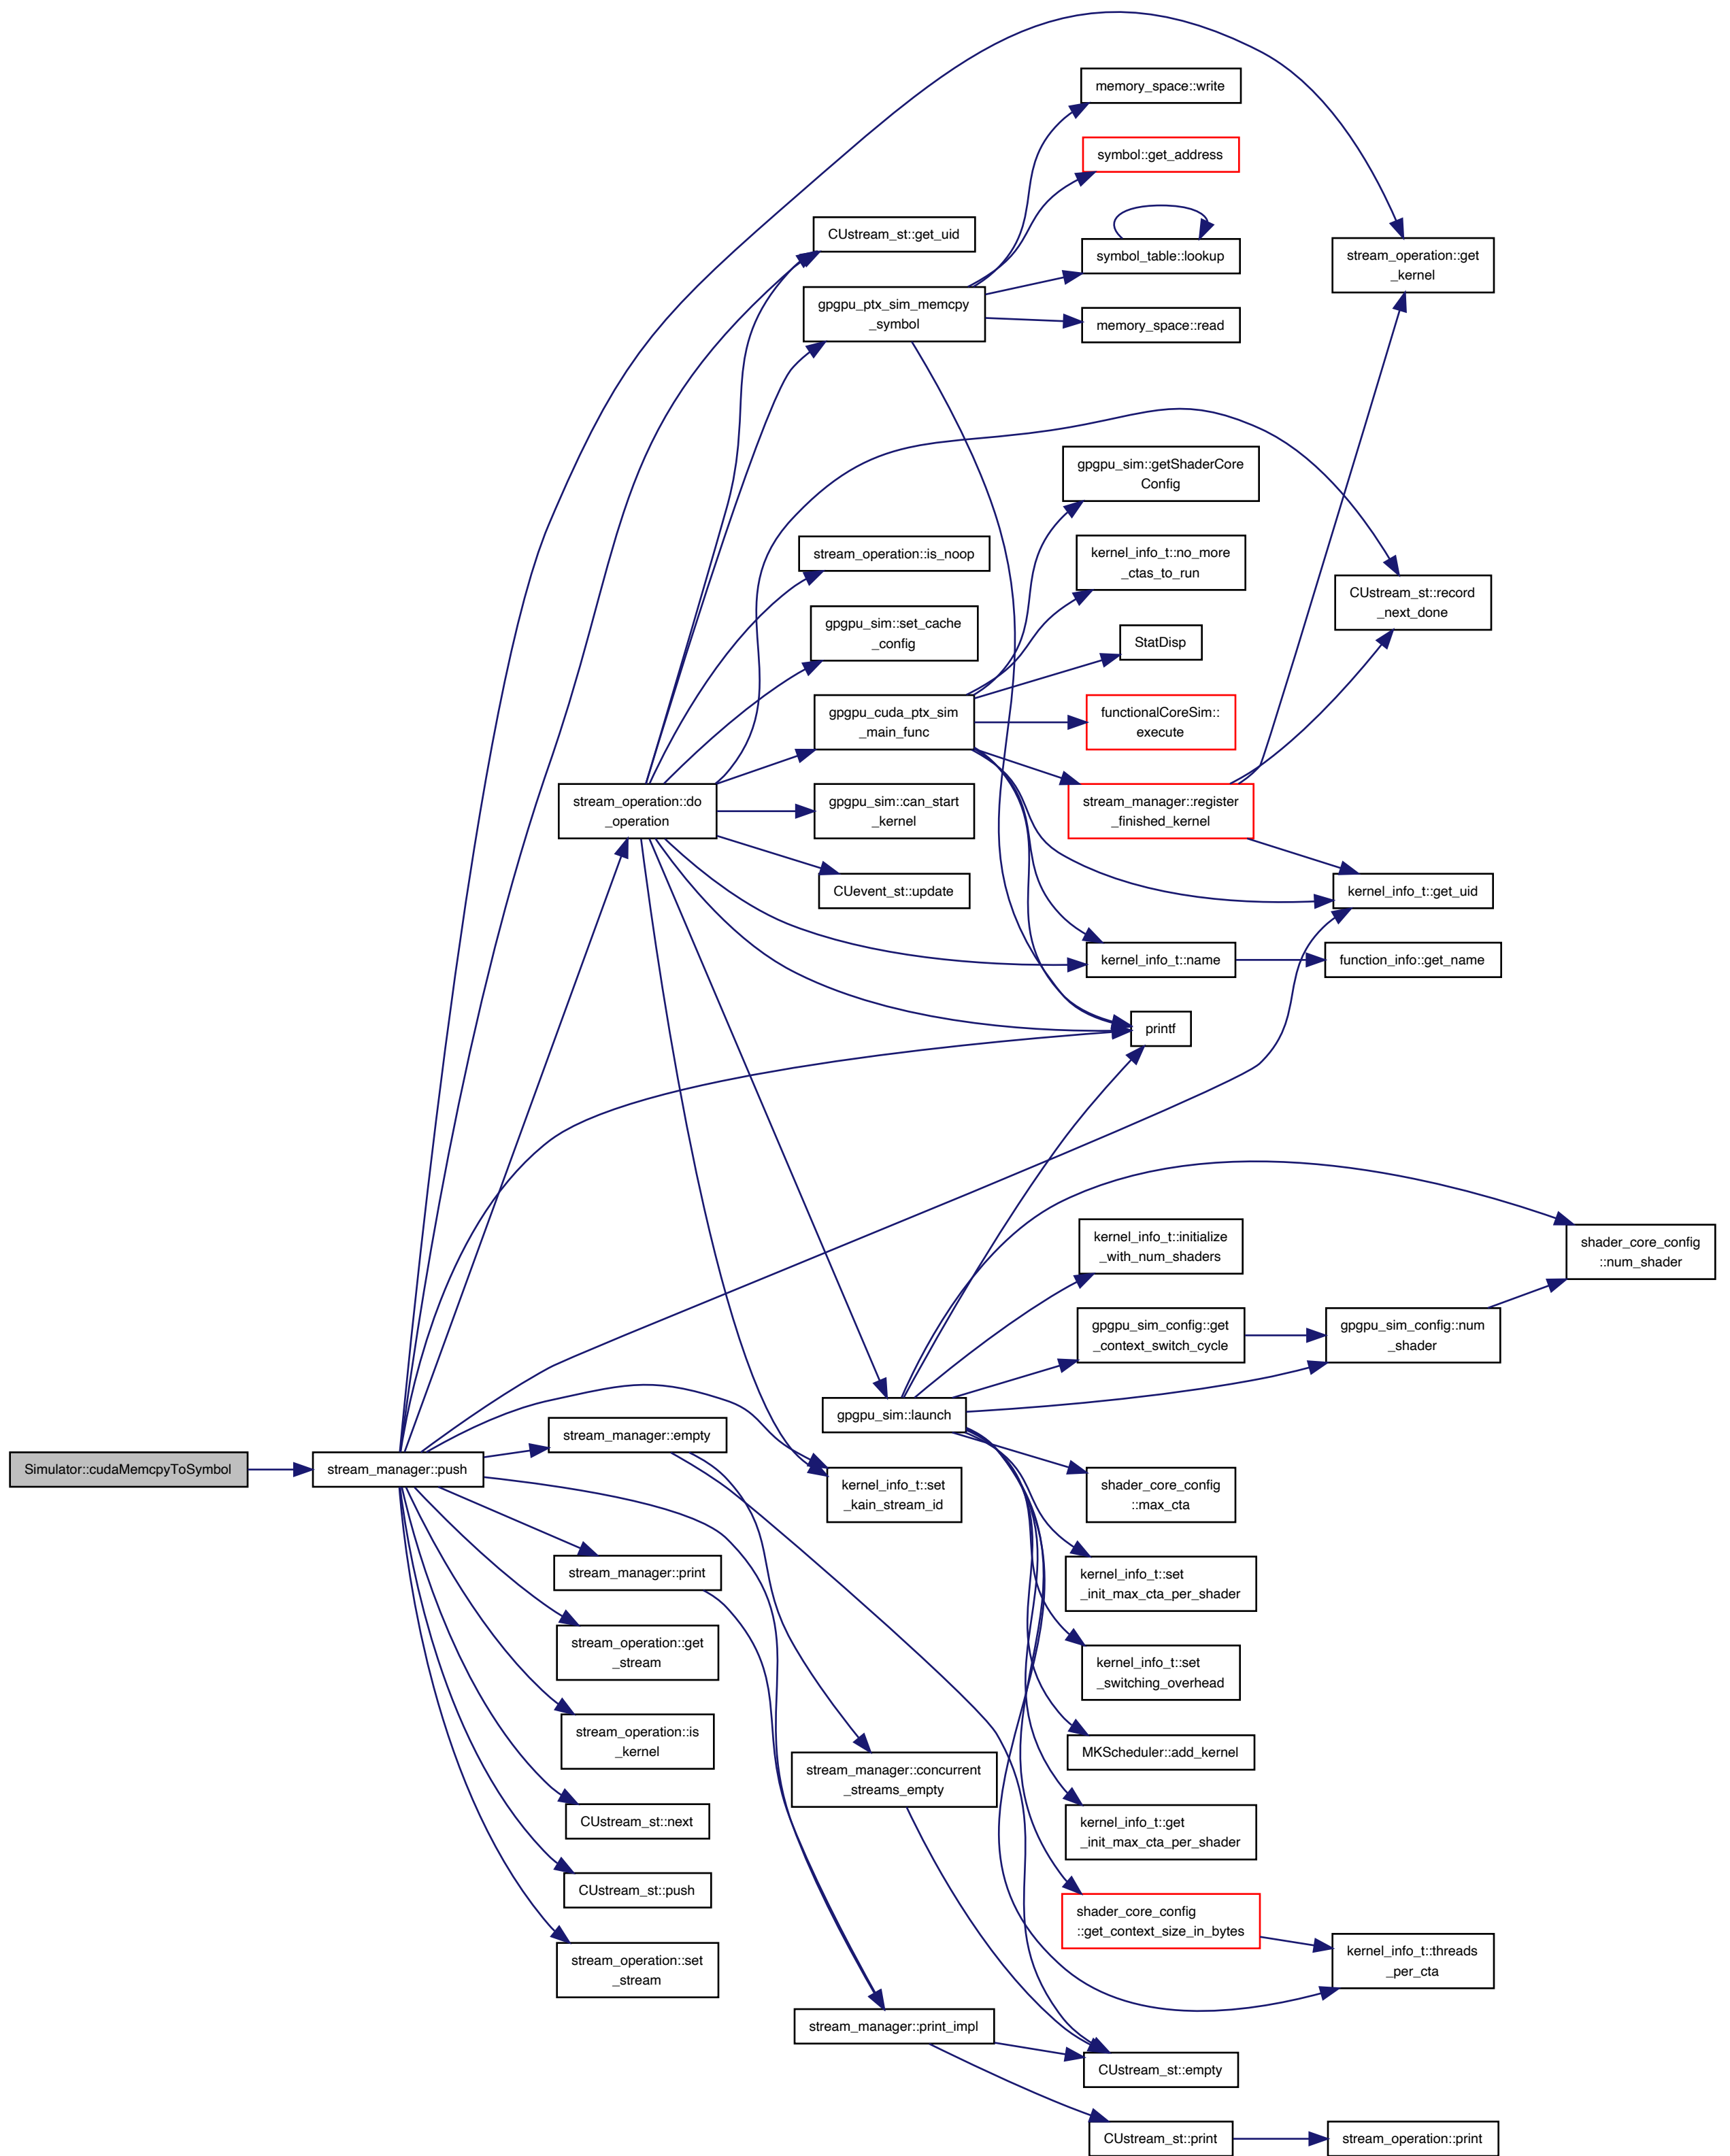 memory_space::write
symbol::get_address
CUstream_st::get_uid
symbol_table::lookup
stream_operation::get
_kernel
gpgpu_ptx_sim_memcpy
_symbol
memory_space::read
gpgpu_sim::getShaderCore
Config
stream_operation::is_noop
kernel_info_t::no_more
_ctas_to_run
CUstream_st::record
_next_done
gpgpu_sim::set_cache
_config
StatDisp
gpgpu_cuda_ptx_sim
_main_func
functionalCoreSim::
execute
stream_operation::do
_operation
gpgpu_sim::can_start
_kernel
stream_manager::register
_finished_kernel
CUevent_st::update
kernel_info_t::get_uid
kernel_info_t::name
function_info::get_name
printf
kernel_info_t::initialize
_with_num_shaders
shader_core_config
::num_shader
gpgpu_sim_config::get
_context_switch_cycle
gpgpu_sim_config::num
_shader
gpgpu_sim::launch
stream_manager::empty
Simulator::cudaMemcpyToSymbol
stream_manager::push
kernel_info_t::set
_kain_stream_id
shader_core_config
::max_cta
stream_manager::print
kernel_info_t::set
_init_max_cta_per_shader
stream_operation::get
_stream
kernel_info_t::set
_switching_overhead
stream_operation::is
_kernel
MKScheduler::add_kernel
stream_manager::concurrent
_streams_empty
CUstream_st::next
kernel_info_t::get
_init_max_cta_per_shader
CUstream_st::push
shader_core_config
::get_context_size_in_bytes
stream_operation::set
_stream
kernel_info_t::threads
_per_cta
stream_manager::print_impl
CUstream_st::empty
CUstream_st::print
stream_operation::print